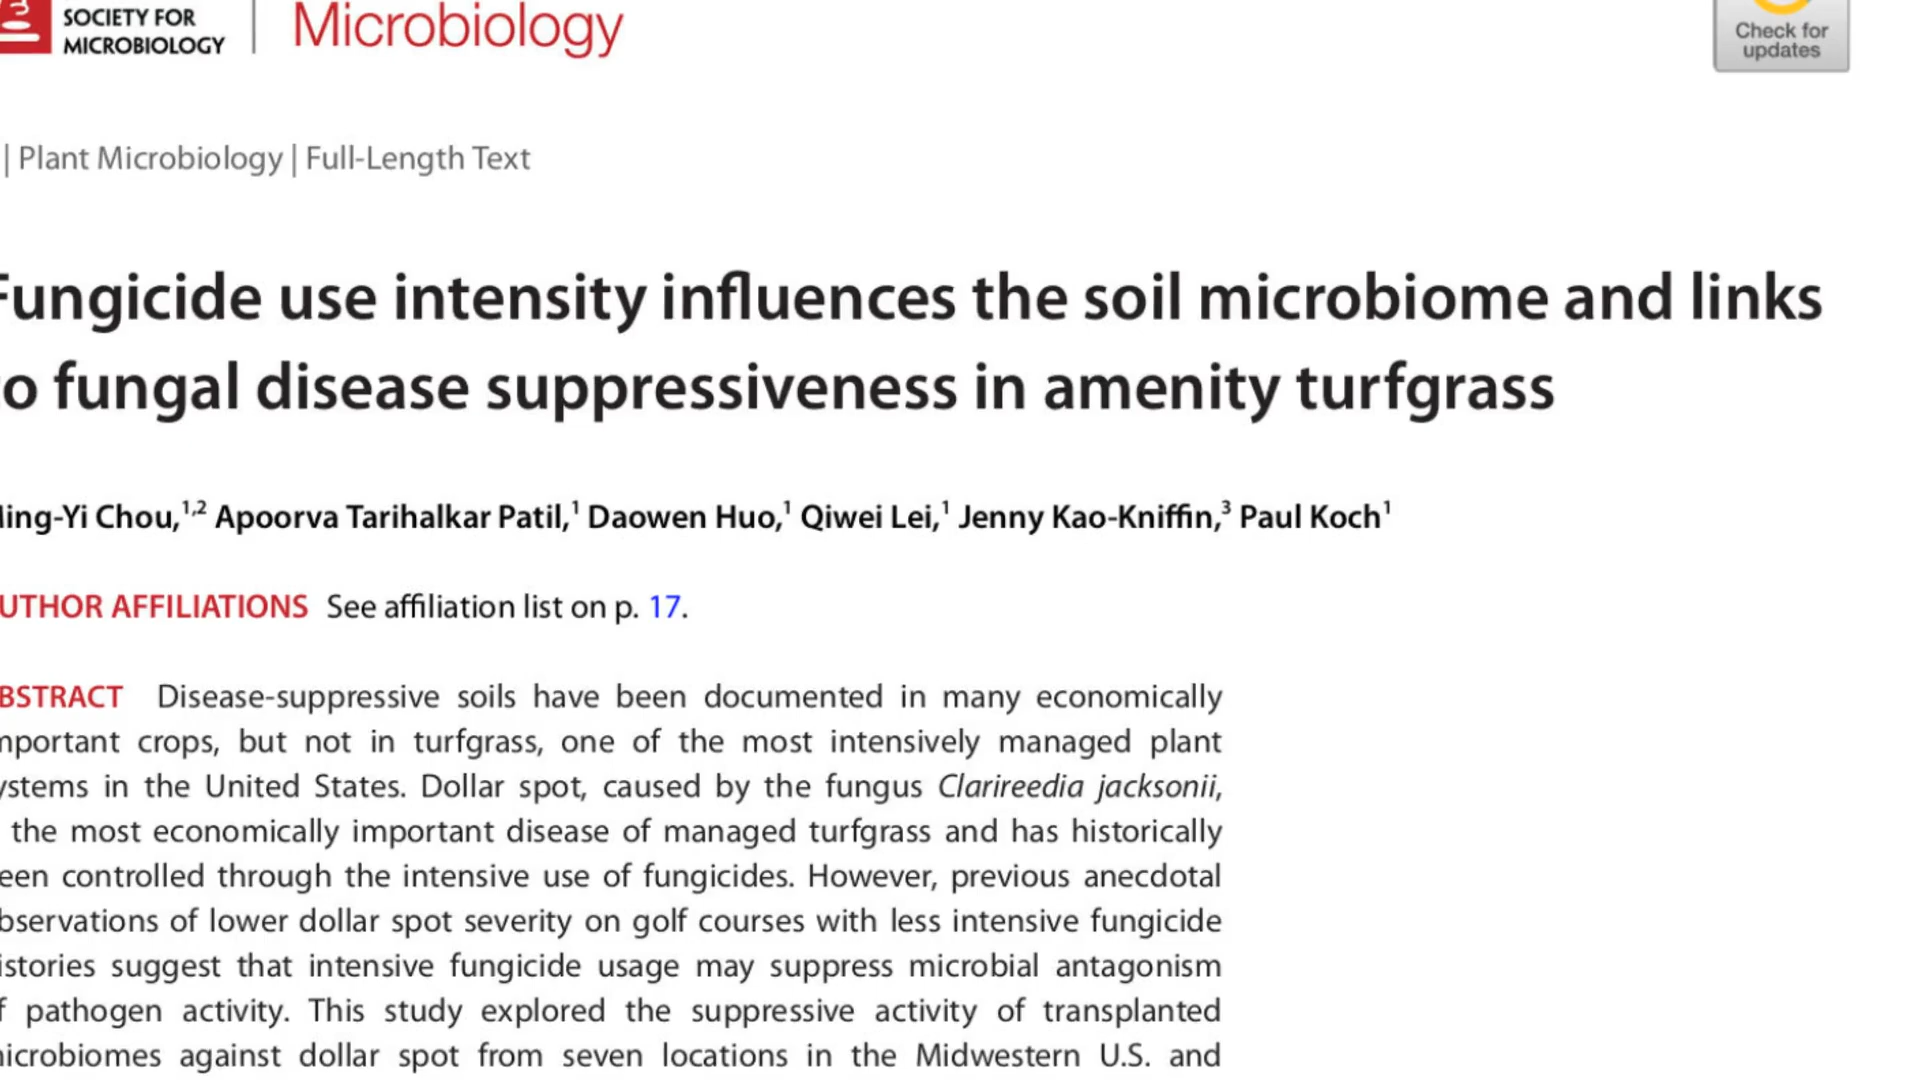 SOCIETY FOR
MICROBIOLOGY
Microbiology
Check for
updates
| Plant Microbiology | Full-Length Text
Fungicide use intensity influences the soil microbiome and links
to fungal disease suppressiveness in amenity turfgrass
ing-Yi Chou,1,2 Apoorva Tarihalkar Patil,1 Daowen Huo,1 Qiwei Lei,1 Jenny Kao-Kniffin,3 Paul Koch1
UTHOR AFFILIATIONS See affiliation list on p. 17.
BSTRACT Disease-suppressive soils have been documented in many economically
mportant crops, but not in turfgrass, one of the most intensively managed plant
ystems in the United States. Dollar spot, caused by the fungus Clarireedia jacksonii,
the most economically important disease of managed turfgrass and has historically
een controlled through the intensive use of fungicides. However, previous anecdotal
bservations of lower dollar spot severity on golf courses with less intensive fungicide
istories suggest that intensive fungicide usage may suppress microbial antagonism
f pathogen activity. This study explored the suppressive activity of transplanted
icrobiomes against dollar spot from seven locations in the Midwestern U.S. and